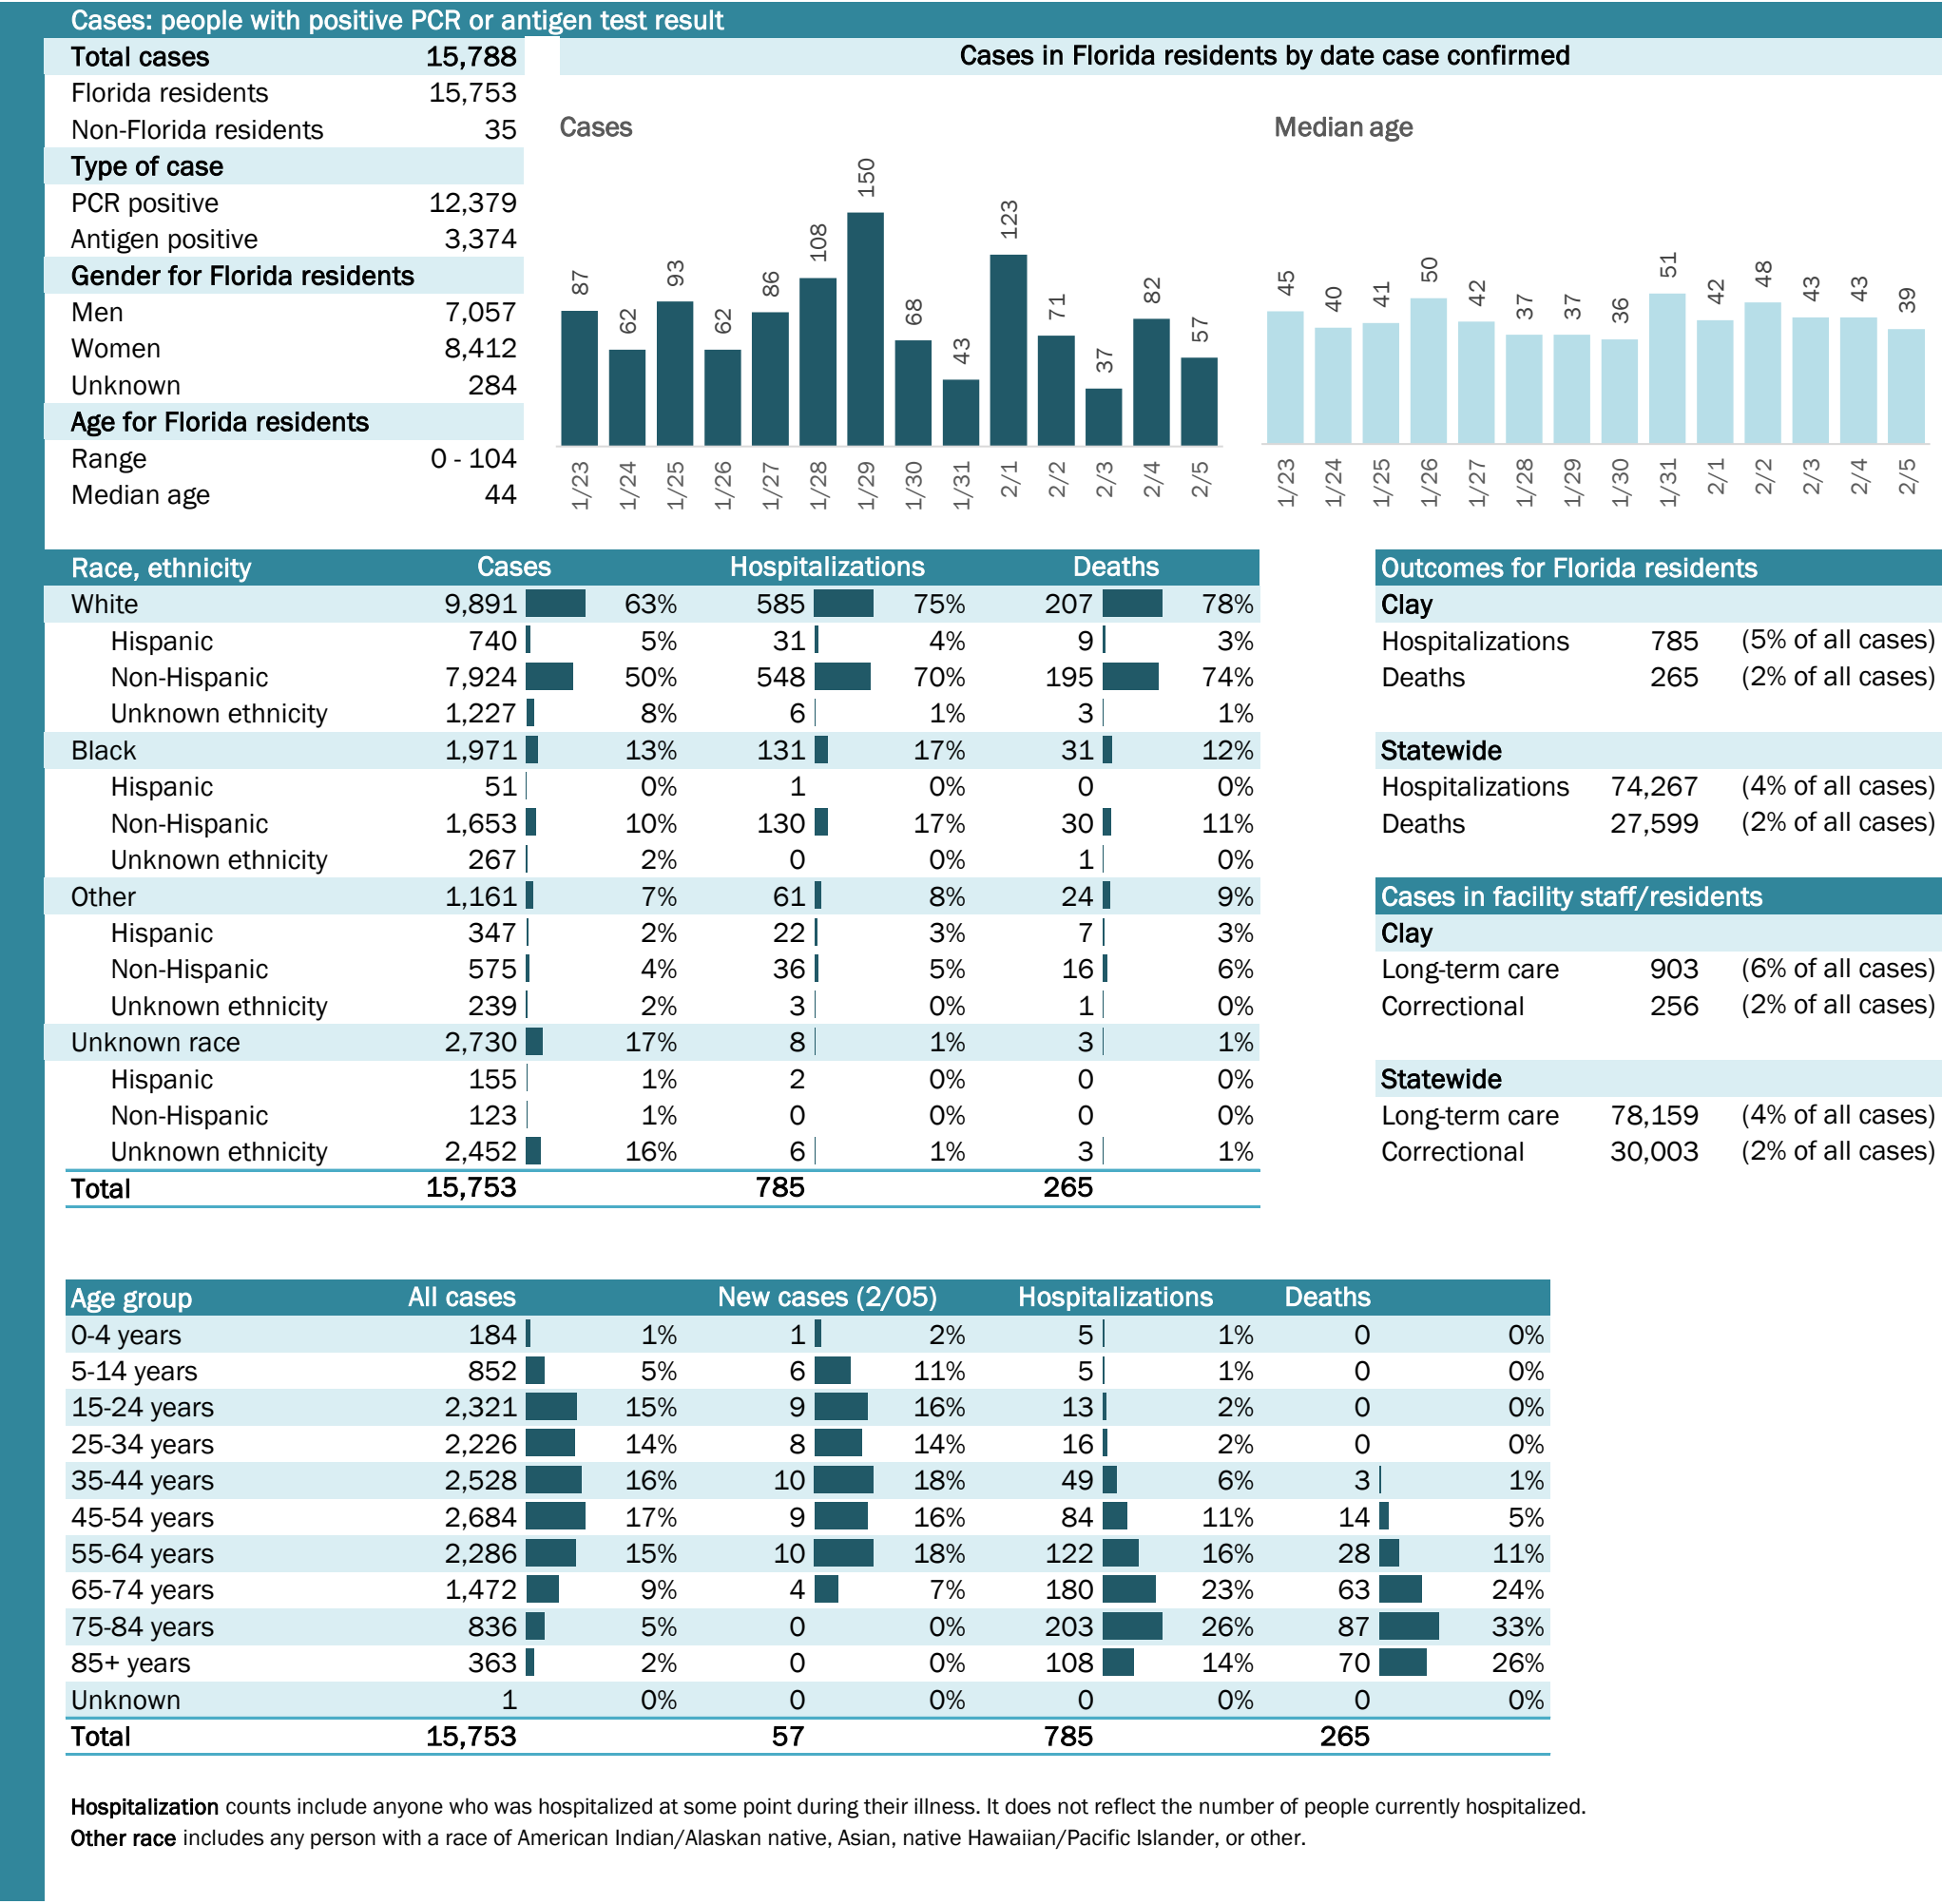 Cases: people with positive PCR or antigen test result
Total cases 15,788
Florida residents 15,753
Non-Florida residents 35
Type of case
PCR positive 12,379
Antigen positive 3,374
Gender for Florida residents
Men 7,057
Women 8,412
Unknown 284
Age for Florida residents
Range 0 - 104
Median age 44
Cases in Florida residents by date case confirmed
Cases
87 62 93 62 86 108 150 68 43 123 71 37 82 57
1/23 1/24 1/25 1/26 1/27 1/28 1/29 1/30 1/31 2/1 2/2 2/3 2/4 2/5
Median age
45 40 41 50 42 37 37 36 51 42 48 43 43 39
1/23 1/24 1/25 1/26 1/27 1/28 1/29 1/30 1/31 2/1 2/2 2/3 2/4 2/5
Race, ethnicity Cases Hospitalizations Deaths
White 9,891 63% 585 75% 207 78%
Hispanic 740 5% 31 4% 9 3%
Non-Hispanic 7,924 50% 548 70% 195 74%
Unknown ethnicity 1,227 8% 6 1% 3 1%
Black 1,971 13% 131 17% 31 12%
Hispanic 51 0% 1 0% 0 0%
Non-Hispanic 1,653 10% 130 17% 30 11%
Unknown ethnicity 267 2% 0 0% 1 0%
Other 1,161 7% 61 8% 24 9%
Hispanic 347 2% 22 3% 7 3%
Non-Hispanic 575 4% 36 5% 16 6%
Unknown ethnicity 239 2% 3 0% 1 0%
Unknown race 2,730 17% 8 1% 3 1%
Hispanic 155 1% 2 0% 0 0%
Non-Hispanic 123 1% 0 0% 0 0%
Unknown ethnicity 2,452 16% 6 1% 3 1%
Total 15,753 785 265
Outcomes for Florida residents
Clay
Hospitalizations 785 (5% of all cases)
Deaths 265 (2% of all cases)
Statewide
Hospitalizations 74,267 (4% of all cases)
Deaths 27,599 (2% of all cases)
Cases in facility staff/residents
Clay
Long-term care 903 (6% of all cases)
Correctional 256 (2% of all cases)
Statewide
Long-term care 78,159 (4% of all cases)
Correctional 30,003 (2% of all cases)
Age group All cases New cases (2/05) Hospitalizations Deaths
0-4 years 184 1% 1 2% 5 1% 0 0%
5-14 years 852 5% 6 11% 5 1% 0 0%
15-24 years 2,321 15% 9 16% 13 2% 0 0%
25-34 years 2,226 14% 8 14% 16 2% 0 0%
35-44 years 2,528 16% 10 18% 49 6% 3 1%
45-54 years 2,684 17% 9 16% 84 11% 14 5%
55-64 years 2,286 15% 10 18% 122 16% 28 11%
65-74 years 1,472 9% 4 7% 180 23% 63 24%
75-84 years 836 5% 0 0% 203 26% 87 33%
85+ years 363 2% 0 0% 108 14% 70 26%
Unknown 1 0% 0 0% 0 0% 0 0%
Total 15,753 57 785 265
Hospitalization counts include anyone who was hospitalized at some point during their illness. It does not reflect the number of people currently hospitalized.
Other race includes any person with a race of American Indian/Alaskan native, Asian, native Hawaiian/Pacific Islander, or other.